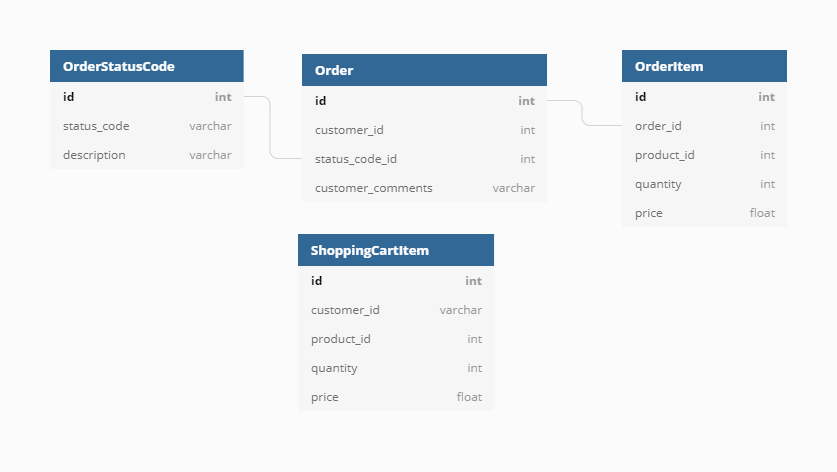 OrderStatusCode
id int
status_code varchar
description varchar
Order
id int
customer_id int
status_code_id int
customer_comments varchar
OrderItem
id int
order_id int
product_id int
quantity int
price float
ShoppingCartItem
id int
customer_id varchar
product_id int
quantity int
price float